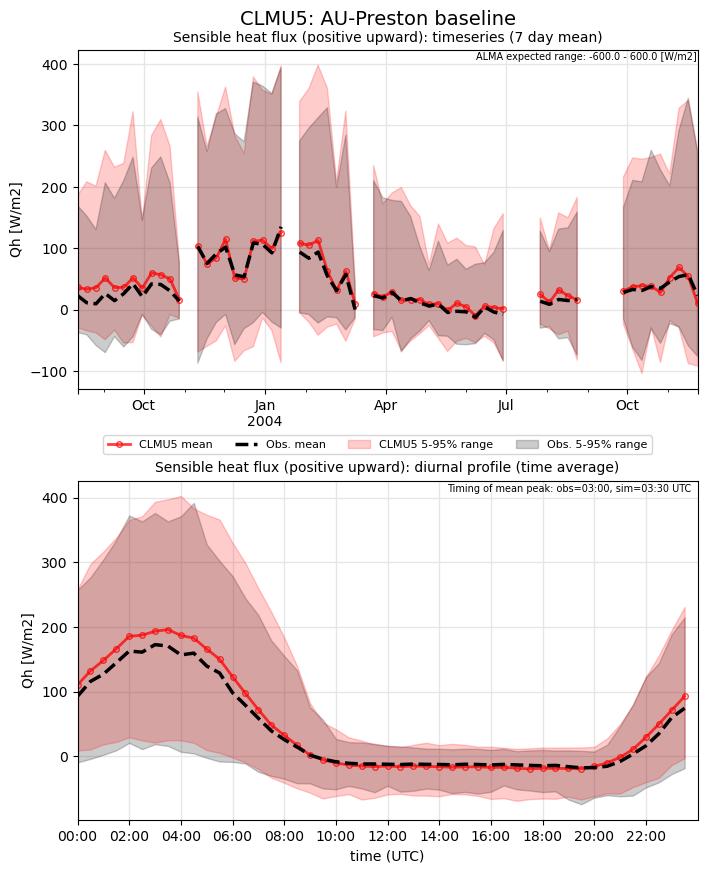 CLMU5: AU-Preston baseline
Sensible heat flux (positive upward): timeseries (7 day mean)
ALMA expected range: -600.0 - 600.0 [W/m2]
400
300
200
100
0
−100
Qh [W/m2]
Oct
Jan
2004
Apr
Jul
Oct
CLMU5 mean
Obs. mean
CLMU5 5-95% range
Obs. 5-95% range
Sensible heat flux (positive upward): diurnal profile (time average)
Timing of mean peak: obs=03:00, sim=03:30 UTC
400
300
200
100
0
Qh [W/m2]
00:00
02:00
04:00
06:00
08:00
10:00
12:00
14:00
16:00
18:00
20:00
22:00
time (UTC)